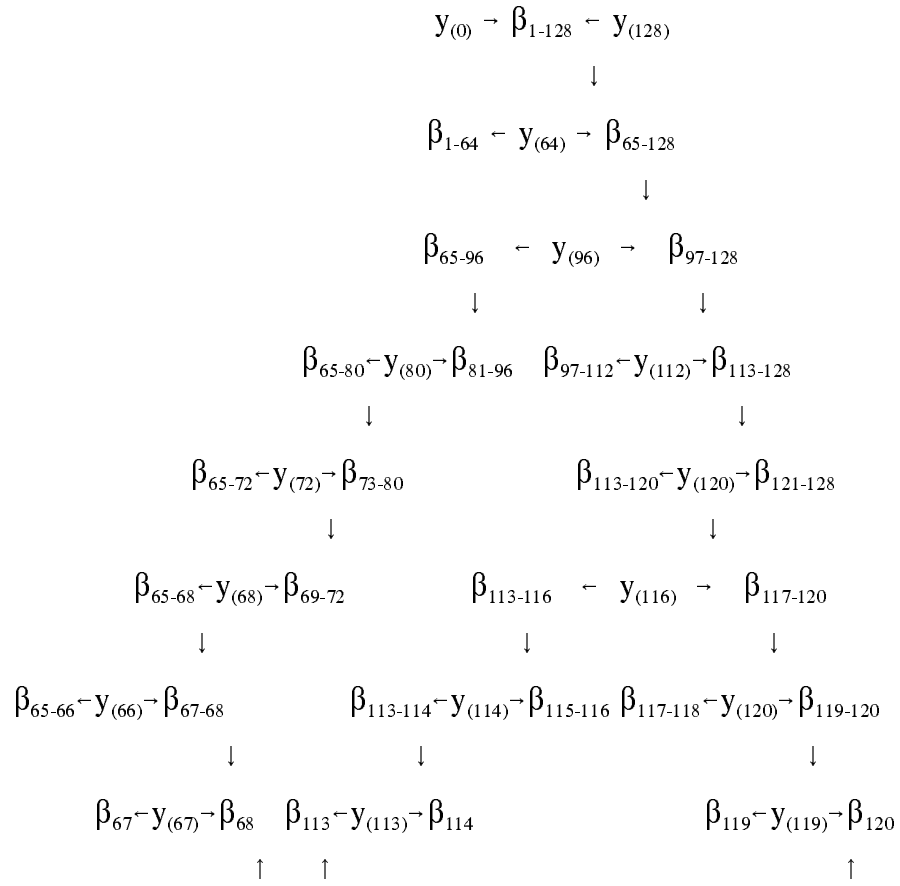 y(0) → β1-128 ← y(128)
↓
β1-64 ← y(64) → β65-128
↓
β65-96 ← y(96) → β97-128
↓ ↓
β65-80←y(80)→β81-96 β97-112←y(112)→β113-128
↓ ↓
β65-72←y(72)→β73-80 β113-120←y(120)→β121-128
↓ ↓
β65-68←y(68)→β69-72 β113-116 ← y(116) → β117-120
↓ ↓ ↓
β65-66←y(66)→β67-68 β113-114←y(114)→β115-116 β117-118←y(120)→β119-120
↓ ↓ ↓
β67←y(67)→β68 β113←y(113)→β114 β119←y(119)→β120
↑ ↑ ↑